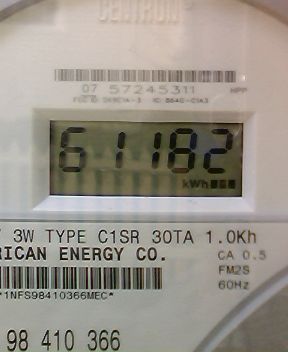 CENTRON®
07 57245311 HPP
61182
kWh
3W TYPE C1SR 30TA 1.0Kh
RICAN ENERGY CO. CA 0.5
FM2S
60Hz
*1NFS98410366MEC*
98 410 366